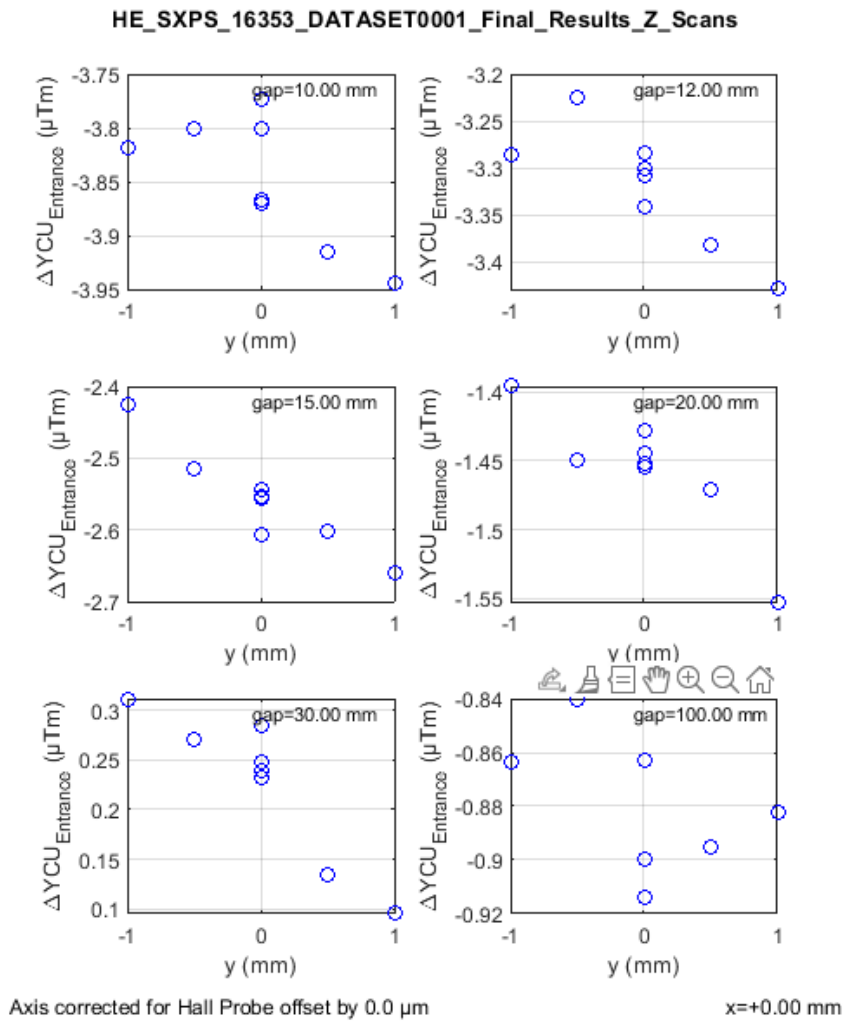 HE_SXPS_16353_DATASET0001_Final_Results_Z_Scans
gap=10.00 mm
ΔYCU_Entrance (μTm)
-3.75
-3.8
-3.85
-3.9
-3.95
-1 0 1
y (mm)
gap=12.00 mm
ΔYCU_Entrance (μTm)
-3.2
-3.25
-3.3
-3.35
-3.4
-1 0 1
y (mm)
gap=15.00 mm
ΔYCU_Entrance (μTm)
-2.4
-2.5
-2.6
-2.7
-1 0 1
y (mm)
gap=20.00 mm
ΔYCU_Entrance (μTm)
-1.4
-1.45
-1.5
-1.55
-1 0 1
y (mm)
gap=30.00 mm
ΔYCU_Entrance (μTm)
0.3
0.25
0.2
0.15
0.1
-1 0 1
y (mm)
gap=100.00 mm
ΔYCU_Entrance (μTm)
-0.84
-0.86
-0.88
-0.9
-0.92
-1 0 1
y (mm)
Axis corrected for Hall Probe offset by 0.0 μm
x=+0.00 mm